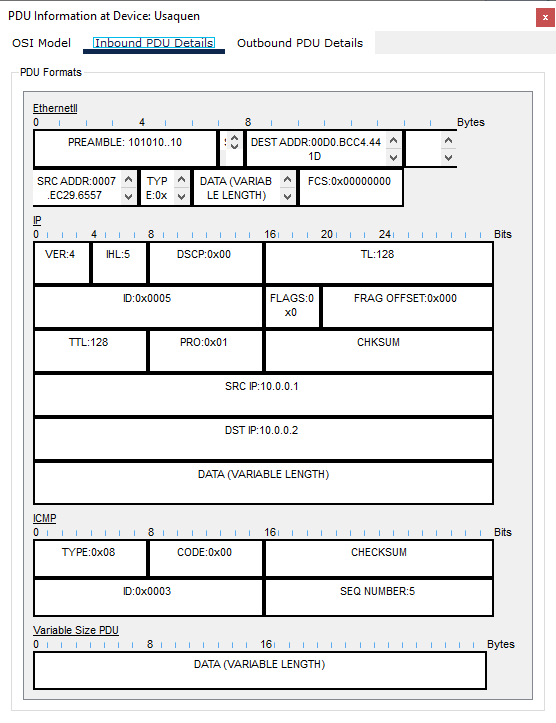 PDU Information at Device: Usaquen
x
OSI Model Inbound PDU Details Outbound PDU Details
PDU Formats
EthernetII
0 4 8 Bytes
PREAMBLE: 101010..10 DEST ADDR:00D0.BCC4.44
1D
SRC ADDR:0007 TYP DATA (VARIAB FCS:0x00000000
.EC29.6557 E:0x LE LENGTH)
IP
0 4 8 16 20 24 Bits
VER:4 IHL:5 DSCP:0x00 TL:128
ID:0x0005 FLAGS:0 FRAG OFFSET:0x000
x0
TTL:128 PRO:0x01 CHKSUM
SRC IP:10.0.0.1
DST IP:10.0.0.2
DATA (VARIABLE LENGTH)
ICMP
0 8 16 Bits
TYPE:0x08 CODE:0x00 CHECKSUM
ID:0x0003 SEQ NUMBER:5
Variable Size PDU
0 8 16 Bytes
DATA (VARIABLE LENGTH)